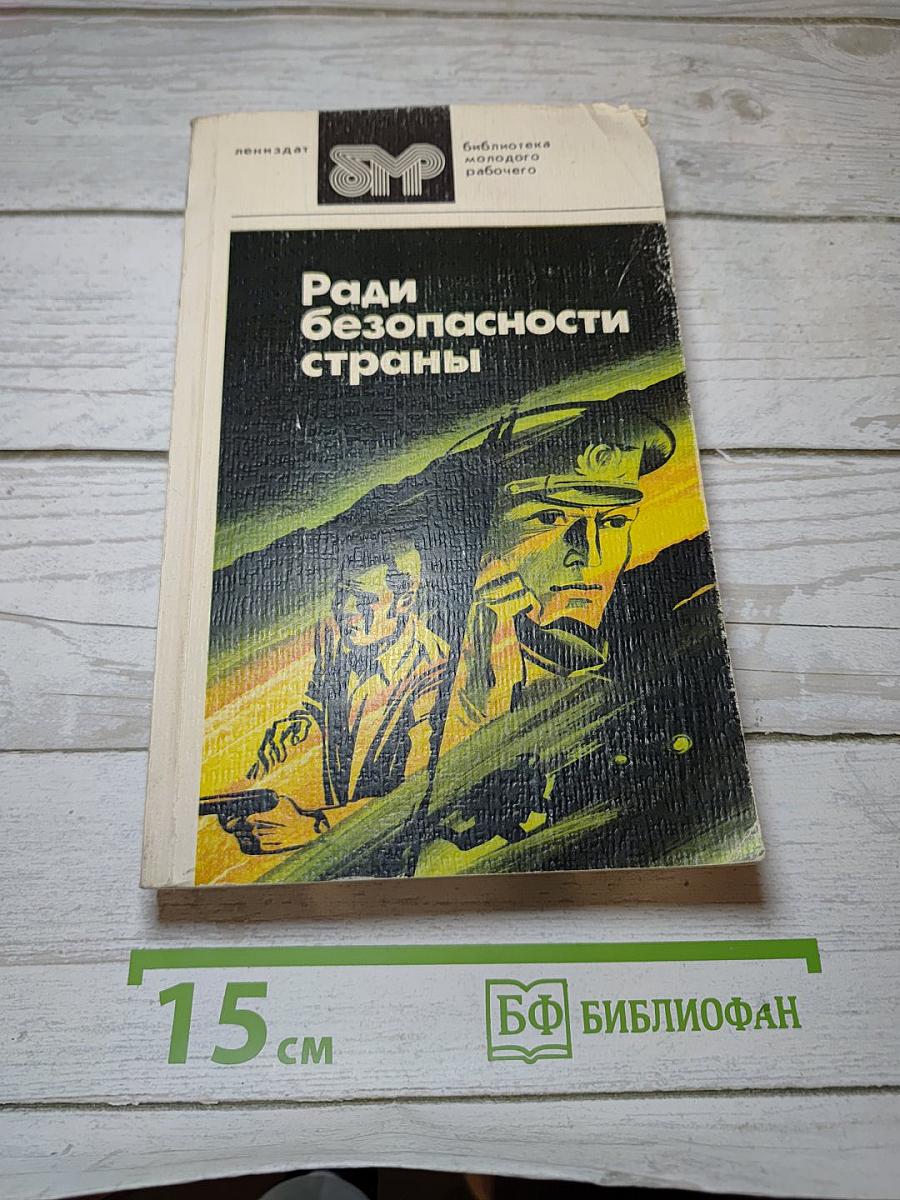 лениздат
бмр
библиотека
молодого
рабочего
Ради
безопасности
страны
15 см
БФ БИБЛИОФАН